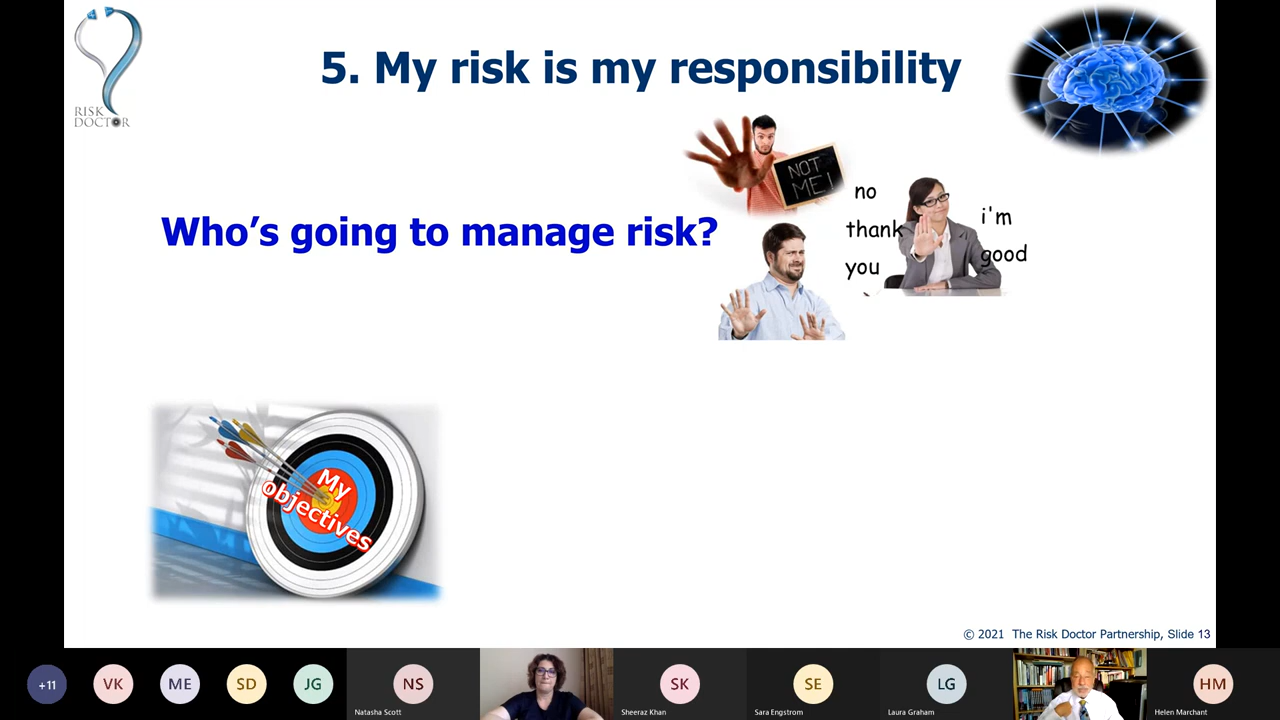 RISK
DOCTOR
5. My risk is my responsibility
NOT
ME!
Who's going to manage risk?
no
thank
you
i'm
good
My
objectives
© 2021 The Risk Doctor Partnership, Slide 13
+11
VK
ME
SD
JG
NS
Natasha Scott
SK
Sheeraz Khan
SE
Sara Engstrom
LG
Laura Graham
HM
Helen Marchant